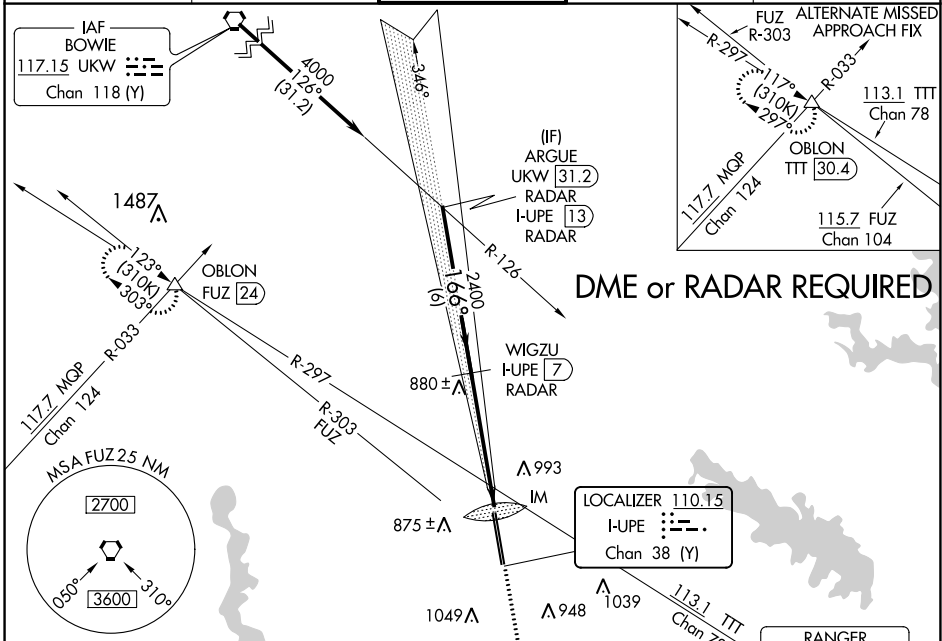 IAF
BOWIE
117.15 UKW
Chan 118 (Y)
4000
126°
(31.2)
346°
(IF)
ARGUE
UKW 31.2
RADAR
I-UPE 13
RADAR
R-126
FUZ
R-303
ALTERNATE MISSED
APPROACH FIX
R-297
117°
(310K)
297°
R-033
113.1 TTT
Chan 78
OBLON
TTT 30.4
117.7 MQP
Chan 124
115.7 FUZ
Chan 104
DME or RADAR REQUIRED
1487
123°
(310K)
303°
OBLON
FUZ 24
R-033
117.7 MQP
Chan 124
R-297
R-303
FUZ
2400
166°
(6)
WIGZU
I-UPE 7
RADAR
880 ±
993
IM
875 ±
LOCALIZER 110.15
I-UPE
Chan 38 (Y)
MSA FUZ 25 NM
2700
050°
310°
3600
1049
948
1039
113.1 TTT
Chan
RANGER